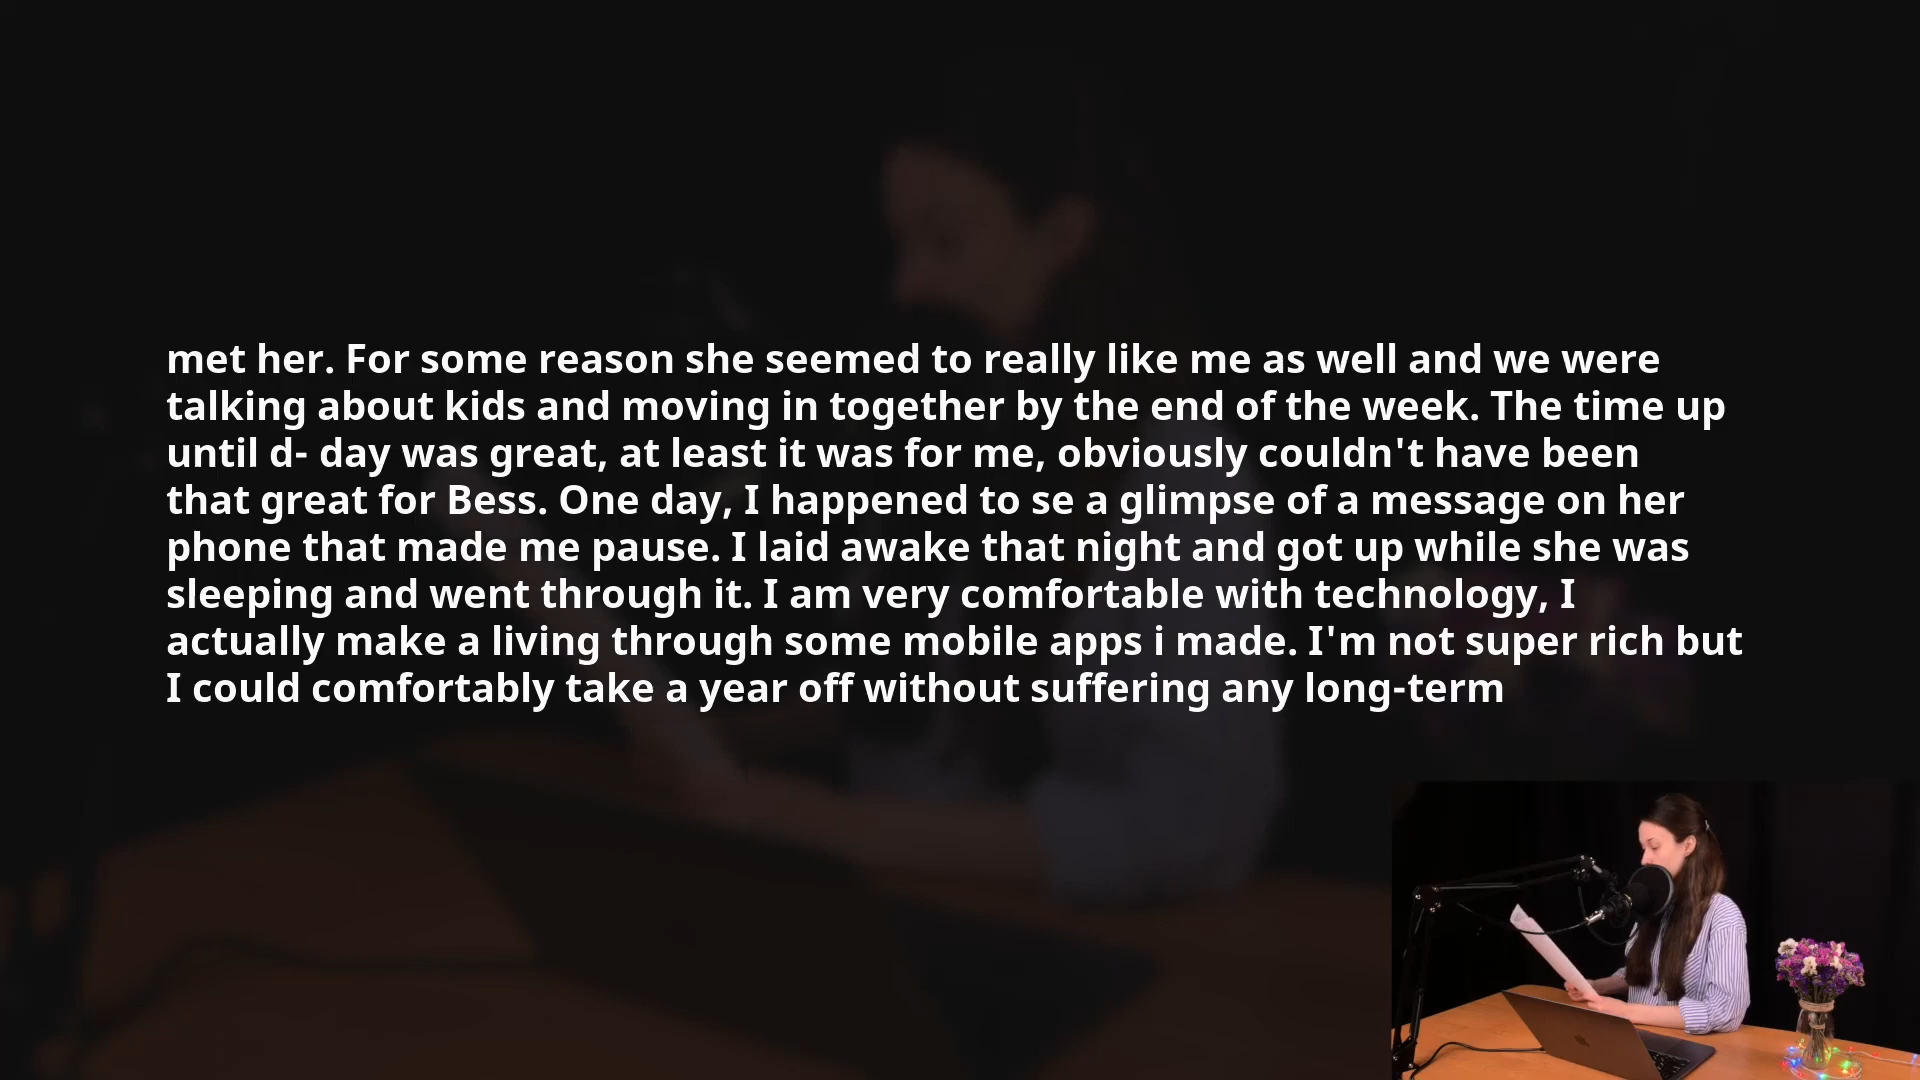 met her. For some reason she seemed to really like me as well and we were
talking about kids and moving in together by the end of the week. The time up
until d- day was great, at least it was for me, obviously couldn't have been
that great for Bess. One day, I happened to se a glimpse of a message on her
phone that made me pause. I laid awake that night and got up while she was
sleeping and went through it. I am very comfortable with technology, I
actually make a living through some mobile apps i made. I'm not super rich but
I could comfortably take a year off without suffering any long-term